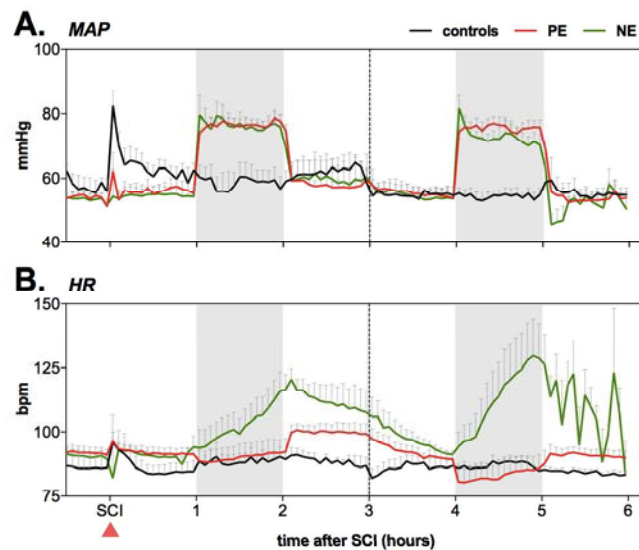 A. MAP
controls PE NE
100
80
60
40
mmHg
B. HR
150
125
100
75
bpm
SCI 1 2 3 4 5 6
time after SCI (hours)